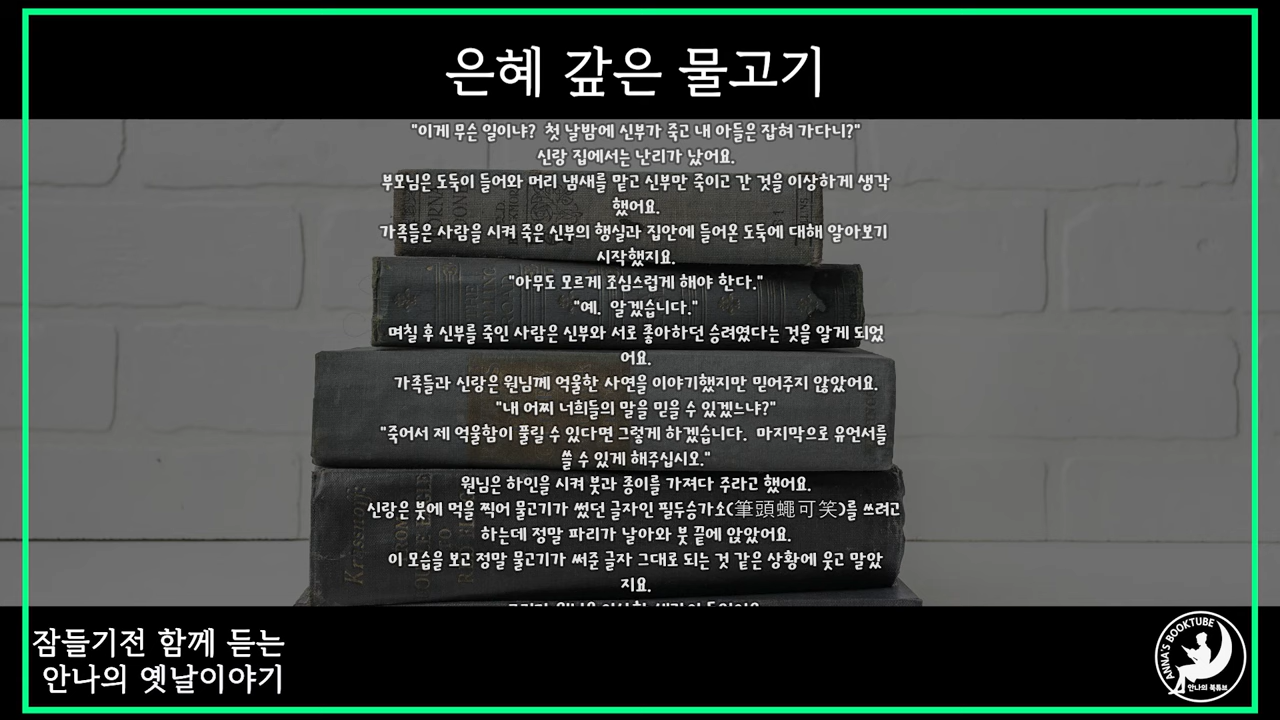 은혜 갚은 물고기
"이게 무슨 일이냐? 첫 날밤에 신부가 죽고 내 아들은 잡혀 가다니?"
신랑 집에서는 난리가 났어요.
부모님은 도둑이 들어와 머리 냄새를 맡고 신부만 죽이고 간 것을 이상하게 생각
했어요.
가족들은 사람을 시켜 죽은 신부의 행실과 집안에 들어온 도둑에 대해 알아보기
시작했지요.
"아무도 모르게 조심스럽게 해야 한다."
"예. 알겠습니다."
며칠 후 신부를 죽인 사람은 신부와 서로 좋아하던 승려였다는 것을 알게 되었
어요.
가족들과 신랑은 원님께 억울한 사연을 이야기했지만 믿어주지 않았어요.
"내 어찌 너희들의 말을 믿을 수 있겠느냐?"
"죽어서 제 억울함이 풀릴 수 있다면 그렇게 하겠습니다. 마지막으로 유언서를
쓸 수 있게 해주십시오."
원님은 하인을 시켜 붓과 종이를 가져다 주라고 했어요.
신랑은 붓에 먹을 찍어 물고기가 썼던 글자인 필두승가소(筆頭蠅可笑)를 쓰려고
하는데 정말 파리가 날아와 붓 끝에 앉았어요.
이 모습을 보고 정말 물고기가 써준 글자 그대로 되는 것 같은 상황에 웃고 말았
지요.
잠들기전 함께 듣는
안나의 옛날이야기
ANNA'S BOOKTUBE
안나의 북튜브